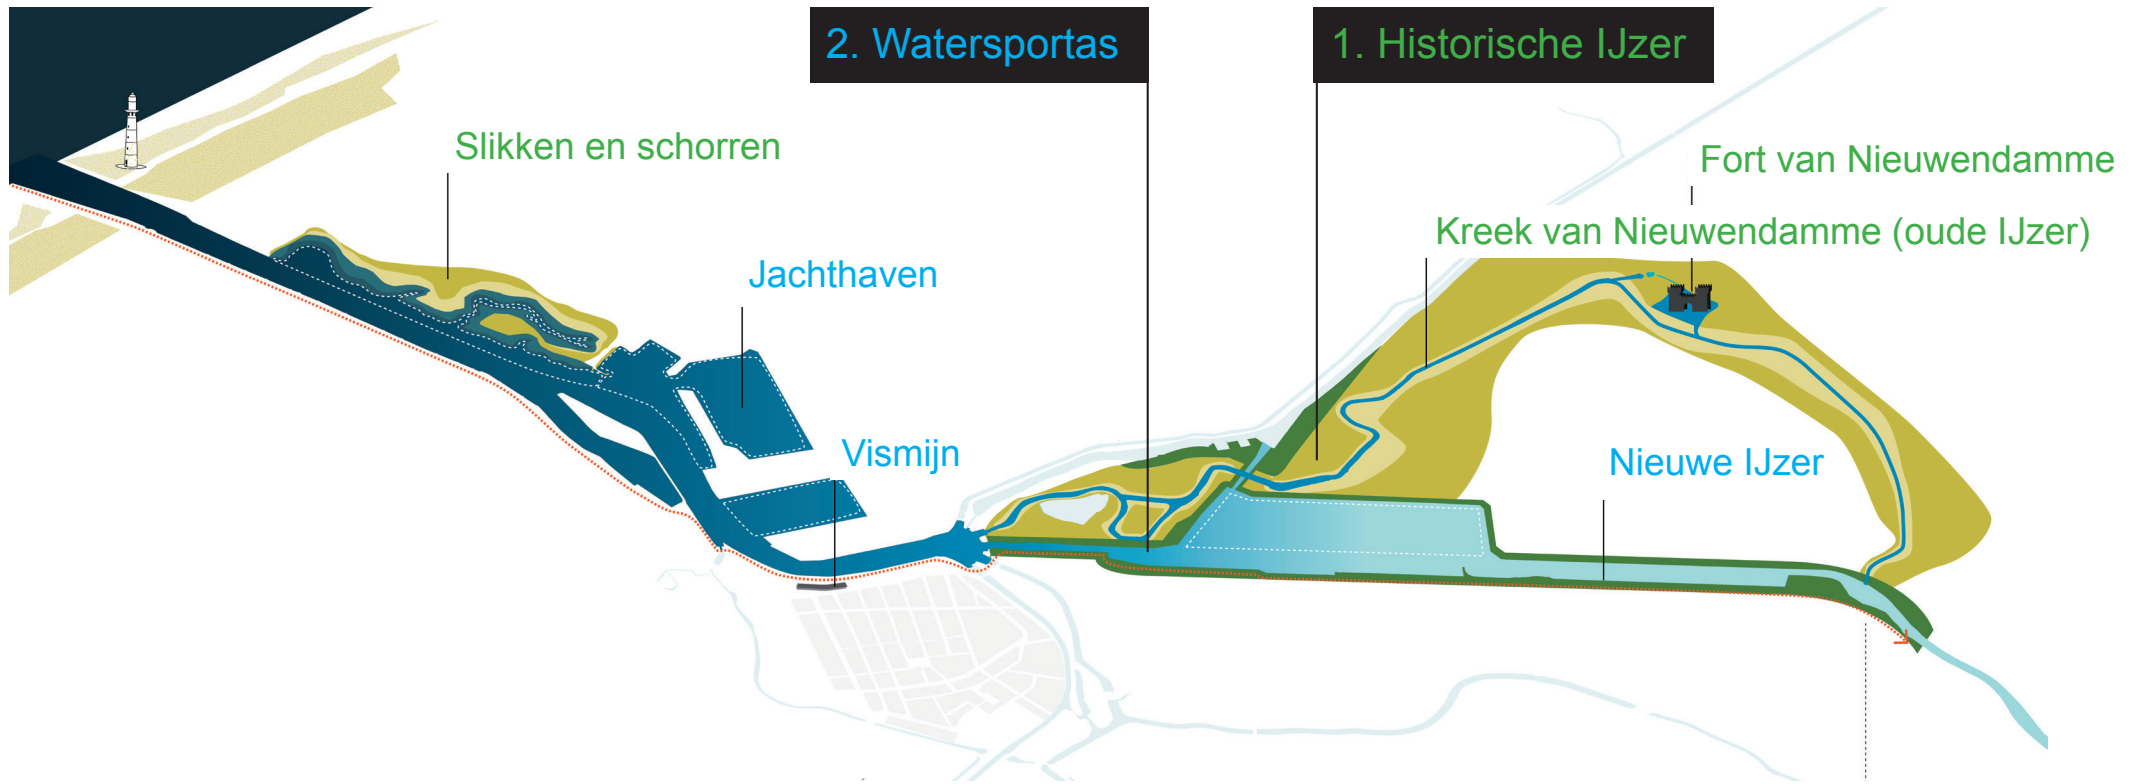 2. Watersportas
1. Historische IJzer
Slikken en schorren
Fort van Nieuwendamme
Kreek van Nieuwendamme (oude IJzer)
Jachthaven
Vismijn
Nieuwe IJzer